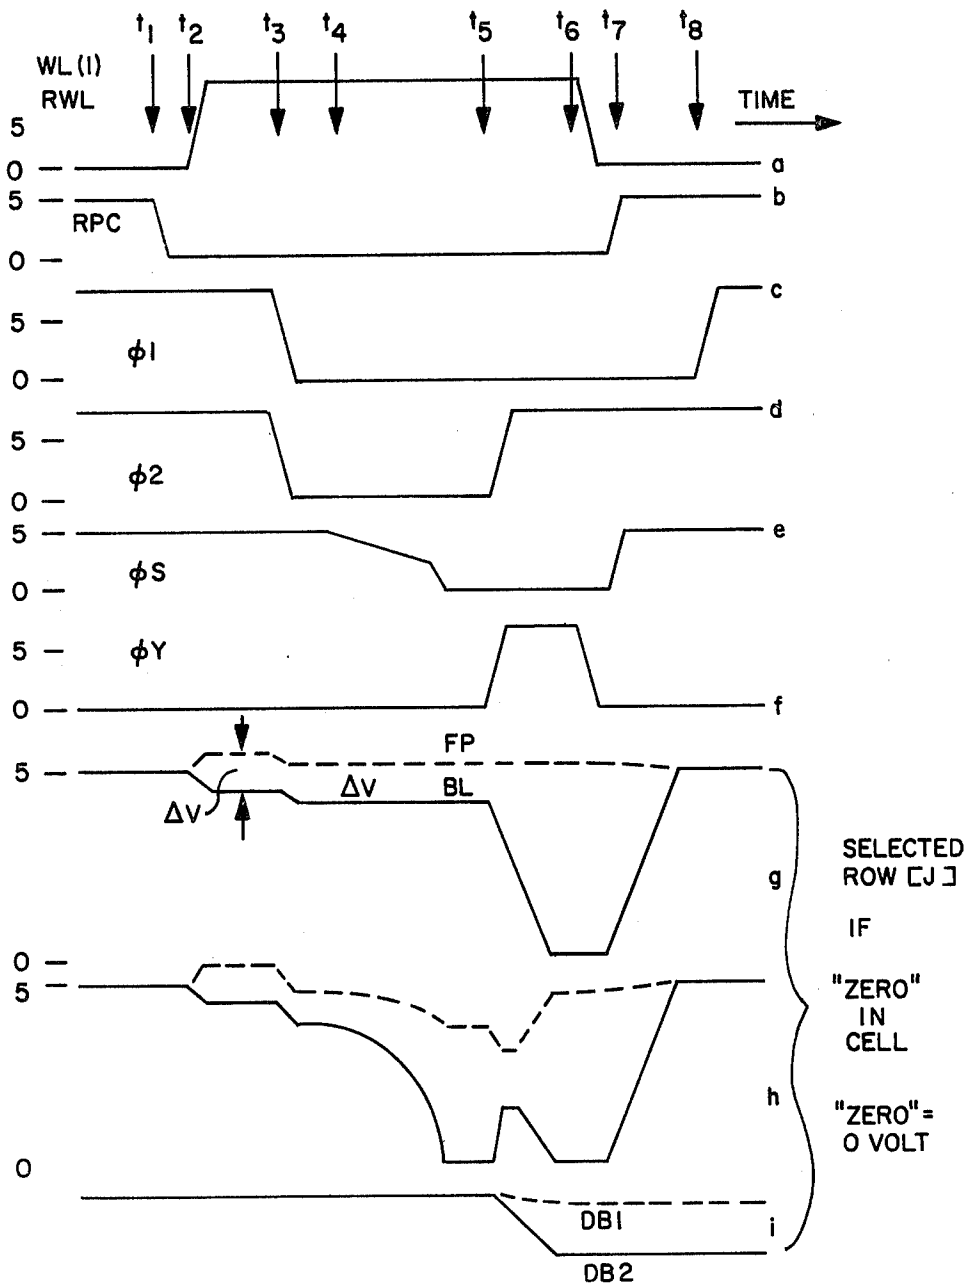 t1 t2 t3 t4 t5 t6 t7 t8
WL(I)
RWL
TIME
5
0
a
5
RPC
0
b
c
5
φ1
0
d
5
φ2
0
5
φS
0
e
5
φY
0
f
FP
5
ΔV
BL
ΔV
g
SELECTED
ROW [J]
IF
0
5
"ZERO"
IN
CELL
h
"ZERO"=
0 VOLT
0
DB1
i
DB2